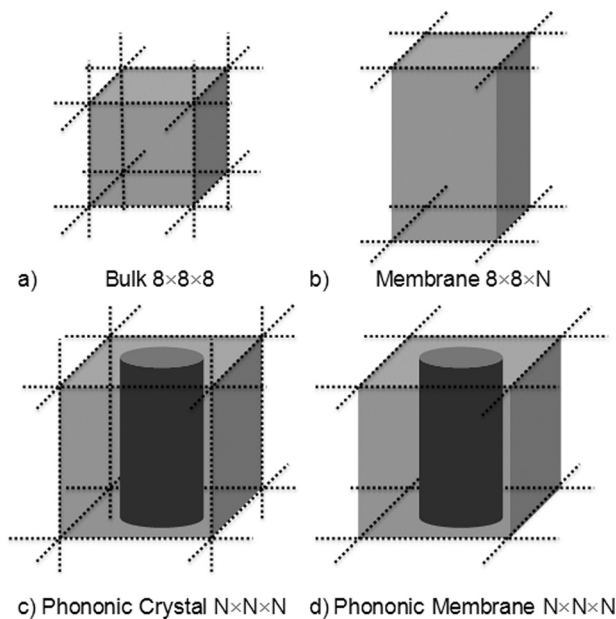 a) Bulk 8×8×8
b) Membrane 8×8×N
c) Phononic Crystal N×N×N
d) Phononic Membrane N×N×N